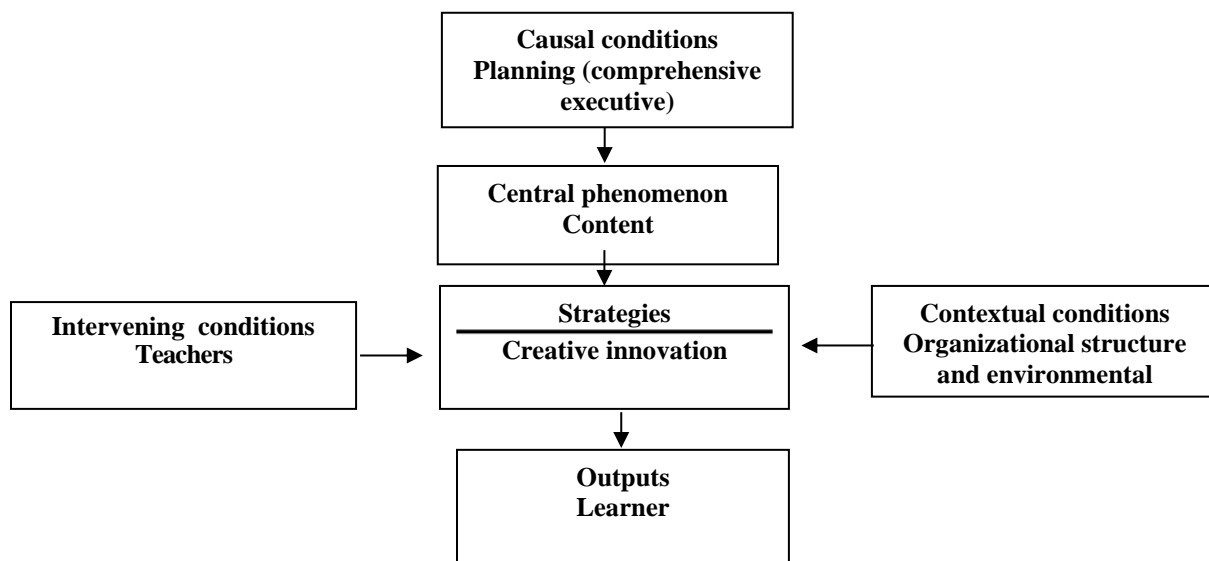 Causal conditions
Planning (comprehensive
executive)
Central phenomenon
Content
Strategies
Creative innovation
Intervening conditions
Teachers
Contextual conditions
Organizational structure
and environmental
Outputs
Learner